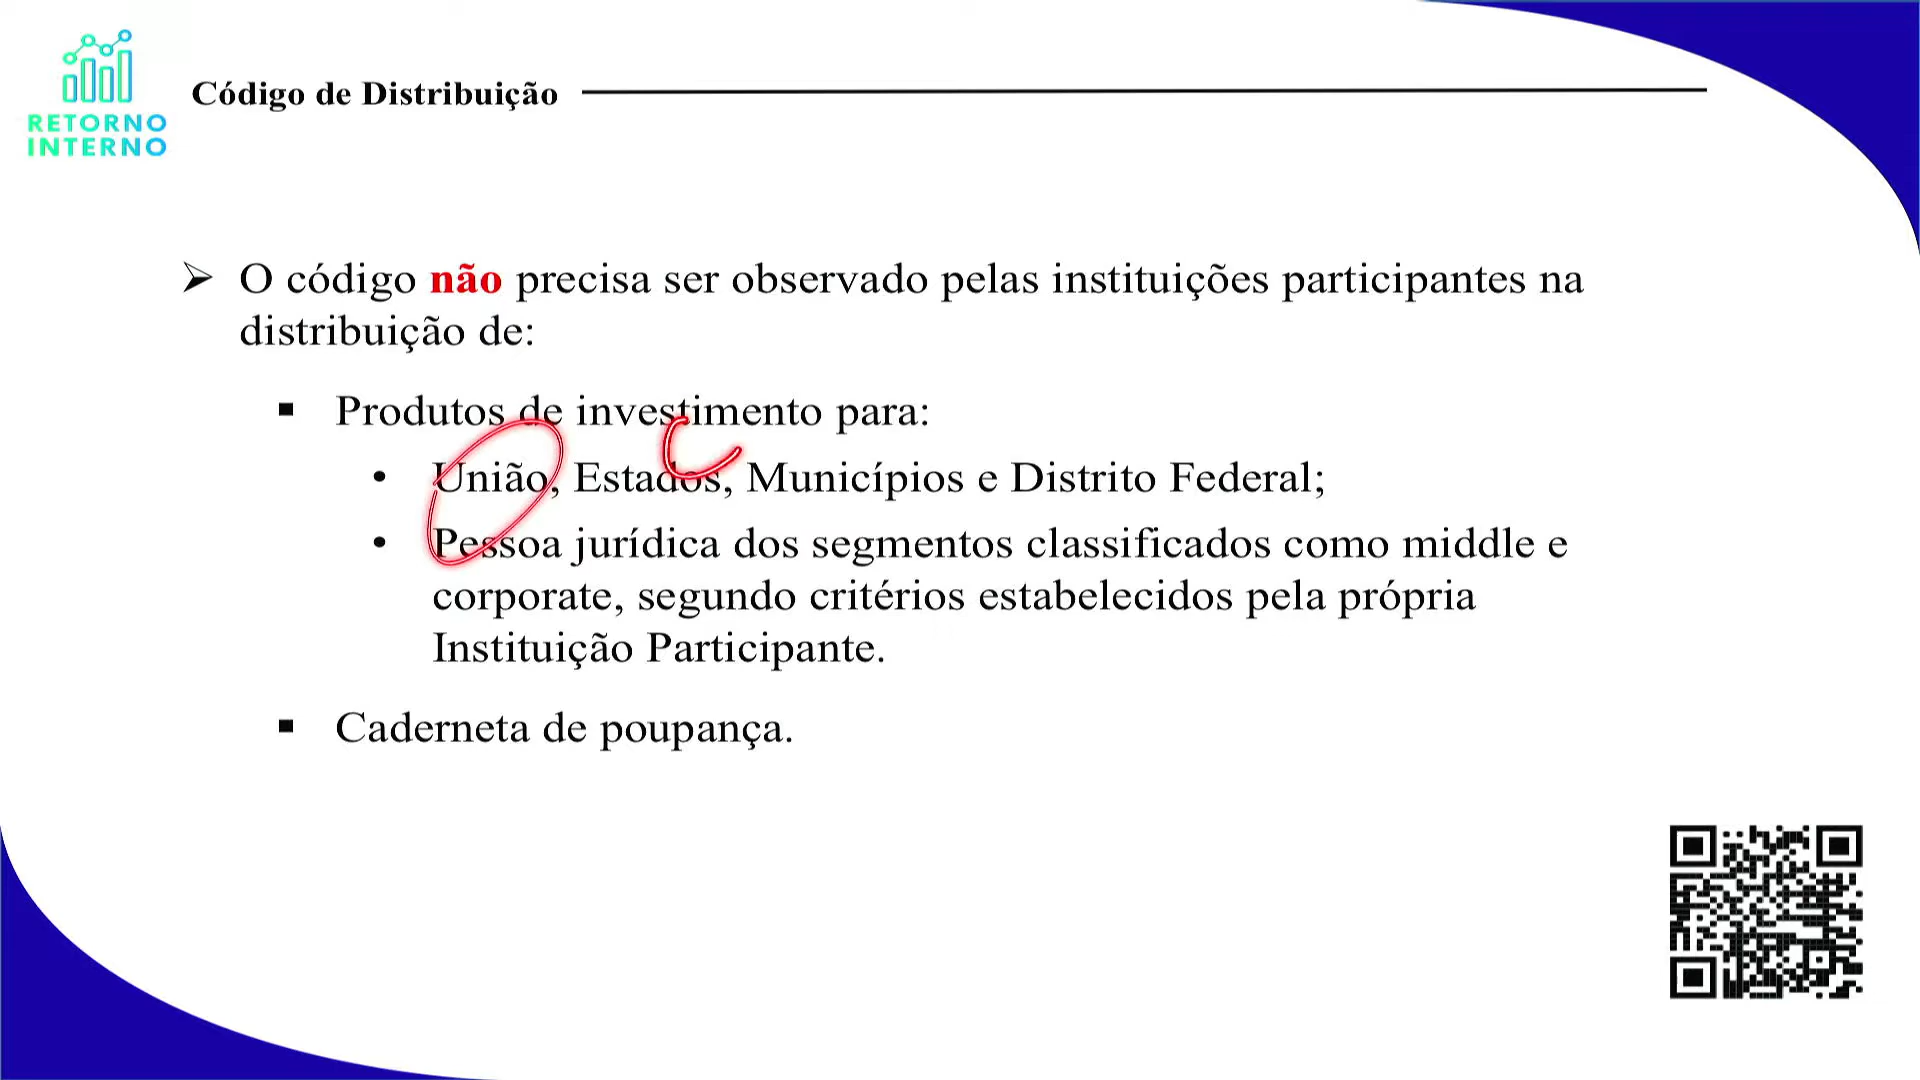 RETORNO
INTERNO
Código de Distribuição
O código não precisa ser observado pelas instituições participantes na
distribuição de:
Produtos de investimento para:
União, Estados, Municípios e Distrito Federal;
Pessoa jurídica dos segmentos classificados como middle e
corporate, segundo critérios estabelecidos pela própria
Instituição Participante.
Caderneta de poupança.